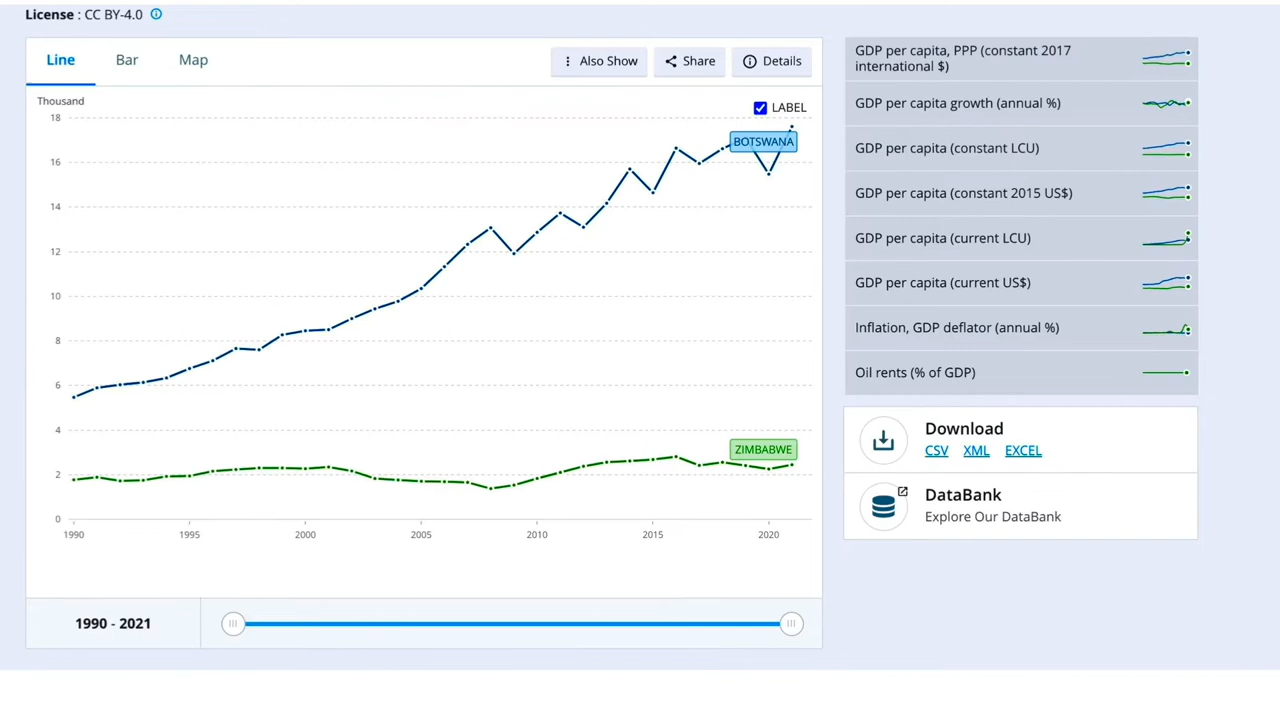 License : CC BY-4.0
Line
Bar
Map
Also Show
Share
Details
Thousand
LABEL
18
16
14
12
10
8
6
4
2
0
BOTSWANA
ZIMBABWE
1990
1995
2000
2005
2010
2015
2020
1990 - 2021
GDP per capita, PPP (constant 2017
international $)
GDP per capita growth (annual %)
GDP per capita (constant LCU)
GDP per capita (constant 2015 US$)
GDP per capita (current LCU)
GDP per capita (current US$)
Inflation, GDP deflator (annual %)
Oil rents (% of GDP)
Download
CSV XML EXCEL
DataBank
Explore Our DataBank